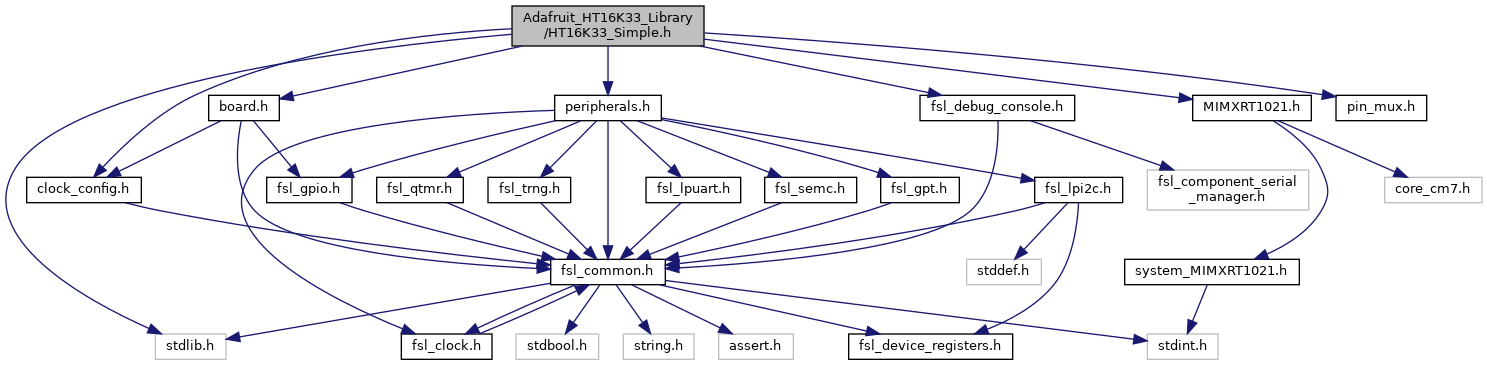 Adafruit_HT16K33_Library
/HT16K33_Simple.h
board.h
peripherals.h
fsl_debug_console.h
MIMXRT1021.h
pin_mux.h
clock_config.h
fsl_gpio.h
fsl_qtmr.h
fsl_trng.h
fsl_lpuart.h
fsl_semc.h
fsl_gpt.h
fsl_lpi2c.h
fsl_component_serial
_manager.h
core_cm7.h
fsl_common.h
stddef.h
system_MIMXRT1021.h
stdlib.h
fsl_clock.h
stdbool.h
string.h
assert.h
fsl_device_registers.h
stdint.h